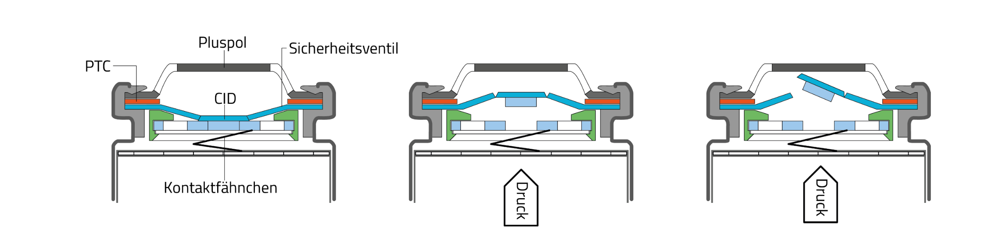 Pluspol
Sicherheitsventil
PTC
CID
Kontaktfähnchen
Druck
Druck